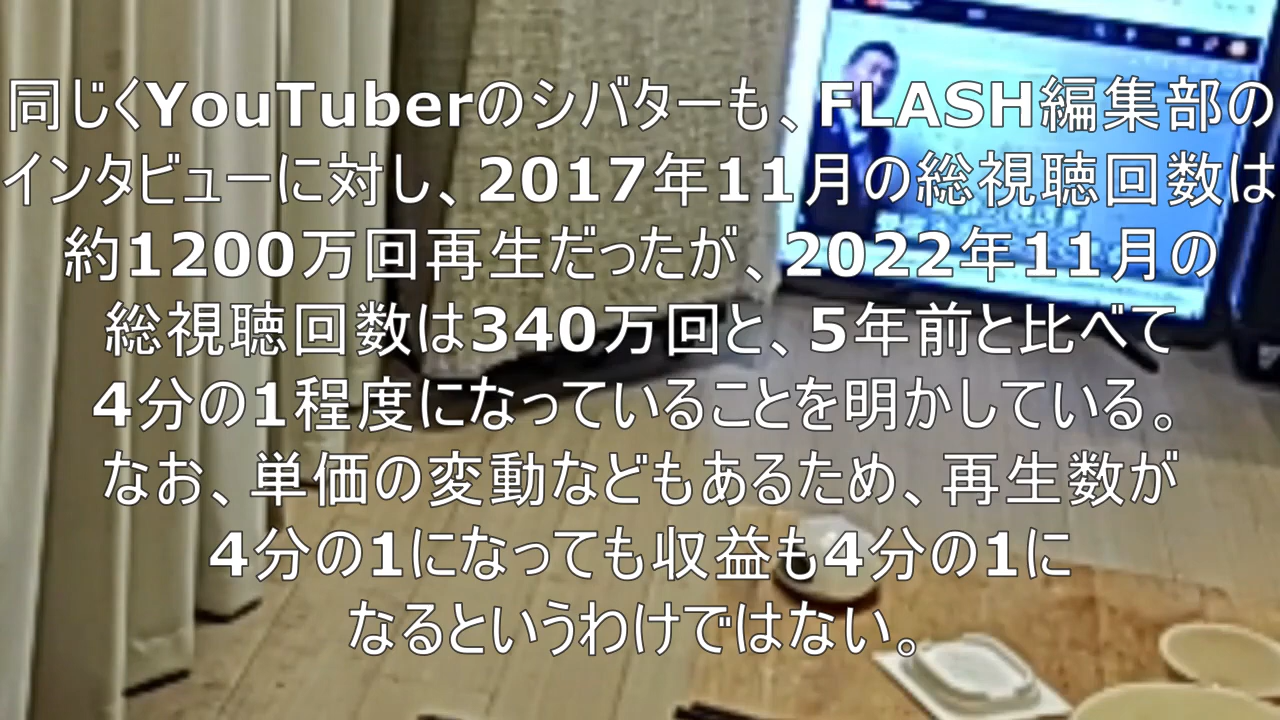 同じくYouTuberのシバターも、FLASH編集部の
インタビューに対し、2017年11月の総視聴回数は
約1200万回再生だったが、2022年11月の
総視聴回数は340万回と、5年前と比べて
4分の1程度になっていることを明かしている。
なお、単価の変動などもあるため、再生数が
4分の1になっても収益も4分の1に
なるというわけではない。